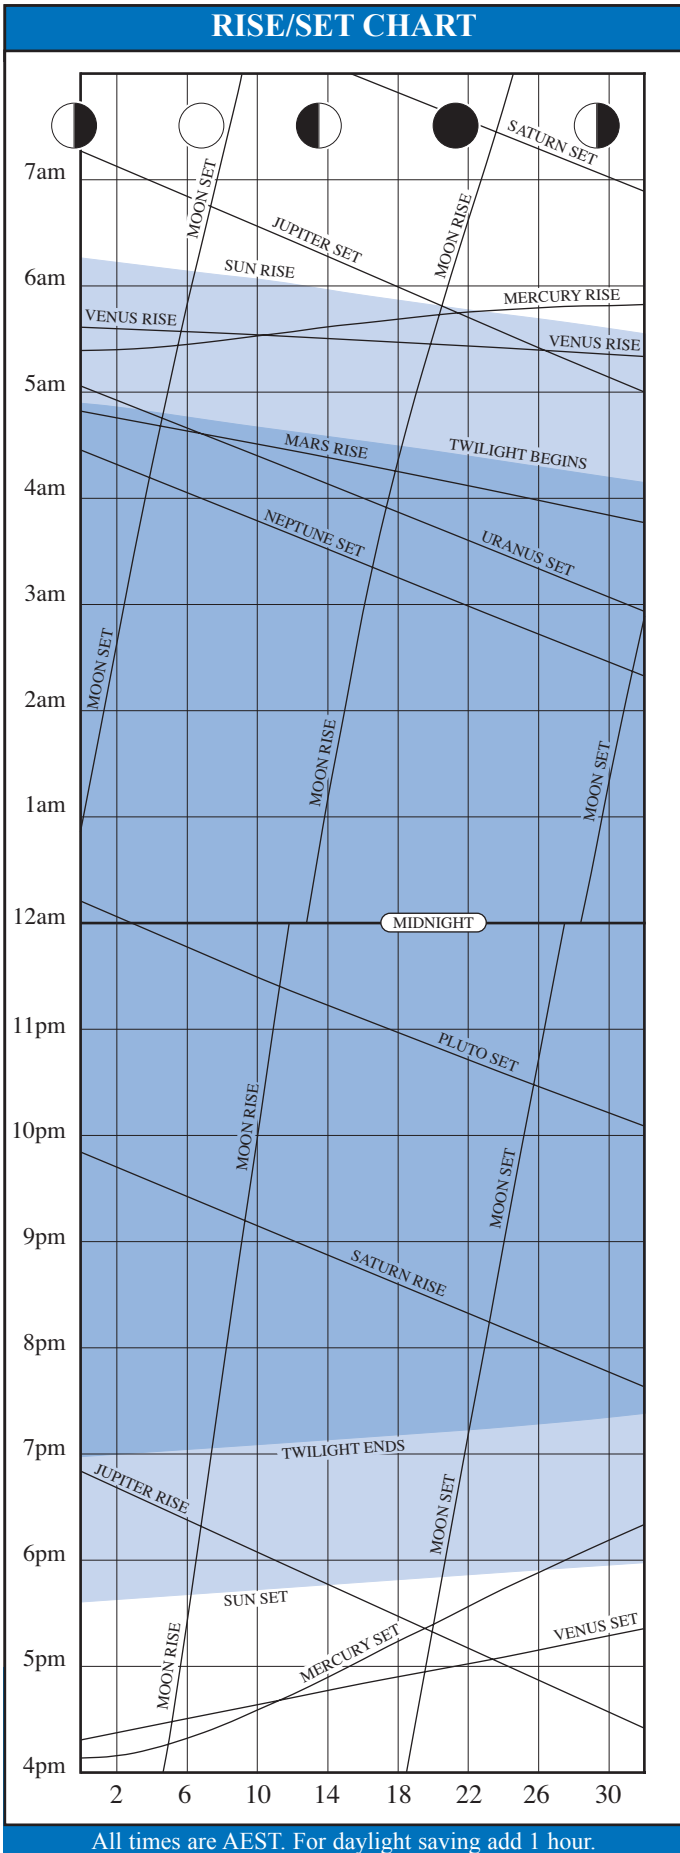 RISE/SET CHART
SATURN SET
MOON SET
7am
MOON RISE
JUPITER SET
SUN RISE
6am
MERCURY RISE
VENUS RISE
VENUS RISE
5am
MARS RISE
TWILIGHT BEGINS
4am
NEPTUNE SET
URANUS SET
3am
MOON SET
2am
MOON RISE
MOON SET
1am
12am
MIDNIGHT
11pm
PLUTO SET
MOON RISE
10pm
MOON SET
9pm
SATURN RISE
8pm
7pm
TWILIGHT ENDS
JUPITER RISE
MOON SET
6pm
SUN SET
VENUS SET
MERCURY SET
MOON RISE
5pm
4pm
2 6 10 14 18 22 26 30
All times are AEST. For daylight saving add 1 hour.